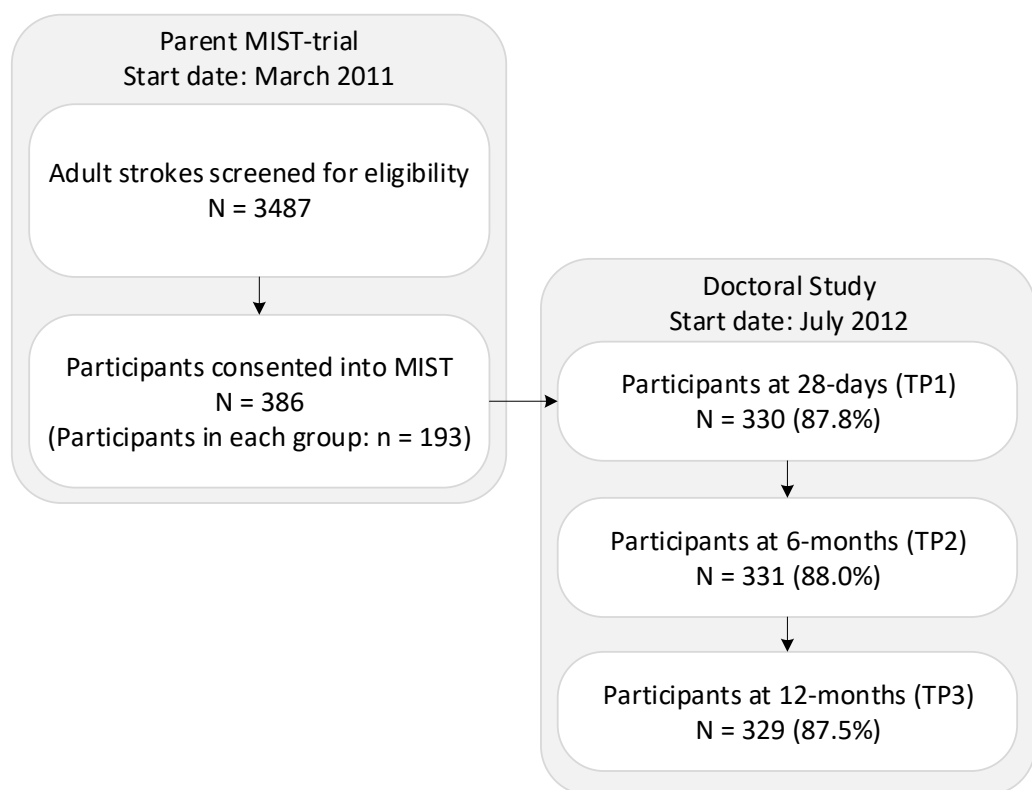 Parent MIST-trial
Start date: March 2011
Adult strokes screened for eligibility
N = 3487
Participants consented into MIST
N = 386
(Participants in each group: n = 193)
Doctoral Study
Start date: July 2012
Participants at 28-days (TP1)
N = 330 (87.8%)
Participants at 6-months (TP2)
N = 331 (88.0%)
Participants at 12-months (TP3)
N = 329 (87.5%)